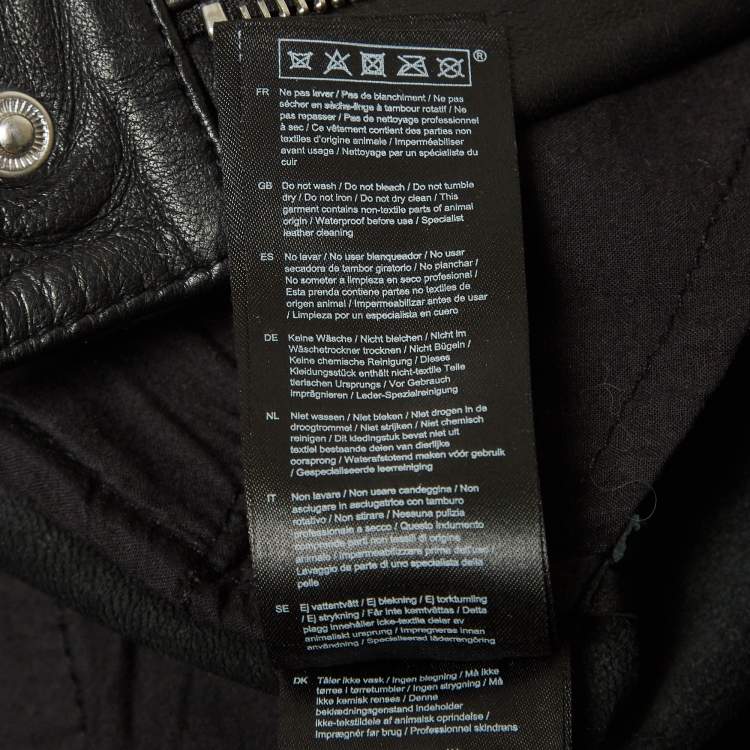 ®
FR Ne pas laver / Pas de blanchiment / Ne pas
sécher en sèche-linge à tambour rotatif / Ne
pas repasser / Pas de nettoyage professionnel
à sec / Ce vêtement contient des parties non
textiles d'origine animale / Imperméabiliser
avant usage / Nettoyage par un spécialiste du
cuir
GB Do not wash / Do not bleach / Do not tumble
dry / Do not iron / Do not dry clean / This
garment contains non-textile parts of animal
origin / Waterproof before use / Specialist
leather cleaning
ES No lavar / No usar blanqueador / No usar
secadora de tambor giratorio / No planchar /
No someter a limpieza en seco profesional /
Esta prenda contiene partes no textiles de
origen animal / Impermeabilizar antes de usar
/ Limpieza por un especialista en cuero
DE Keine Wäsche / Nicht bleichen / Nicht im
Wäschetrockner trocknen / Nicht Bügeln /
Keine chemische Reinigung / Dieses
Kleidungsstück enthält nicht-textile Teile
tierischen Ursprungs / Vor Gebrauch
Imprägnieren / Leder-Spezialreinigung
NL Niet wassen / Niet bleken / Niet drogen in de
droogtrommel / Niet strijken / Niet chemisch
reinigen / Dit kledingstuk bevat niet uit
textiel bestaande delen van dierlijke
oorsprong / Waterafstotend maken vóór gebruik
/ Gespecialiseerde leerreiniging
IT Non lavare / Non usare candeggina / Non
asciugare in asciugatrice con tamburo
rotativo / Non stirare / Nessuna pulizia
professionale a secco / Questo indumento
comprende parti non tessili di origine
animale / Impermeabilizzare prima dell'uso /
Lavaggio da parte di uno specialista della
pelle
SE Ej vattentvätt / Ej blekning / Ej torktumling
/ Ej strykning / Får inte kemtvättas / Detta
plagg innehåller icke-textila delar av
animaliskt ursprung / Impregneras innan
användning / Specialiserad läderrengöring
DK Tåler ikke vask / Ingen blegning / Må ikke
tørres i tørretumbler / Ingen strygning / Må
ikke kemisk renses / Denne
beklædningsgenstand indeholder
ikke-tekstildele af animalsk oprindelse /
Imprægnér før brug / Professionel skindrens